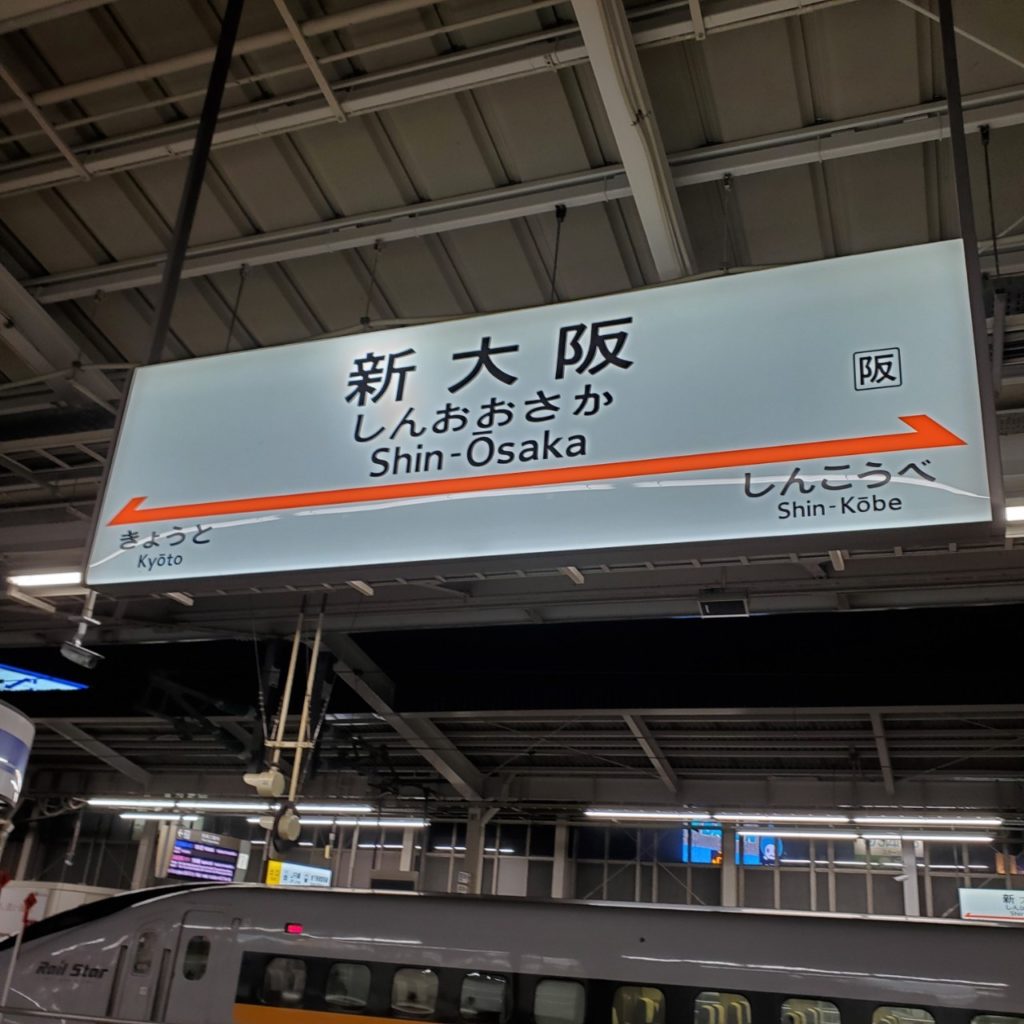 新大阪
阪
しんおおさか
Shin-Ōsaka
きょうと
Kyōto
しんこうべ
Shin-Kōbe
Rail Star
新